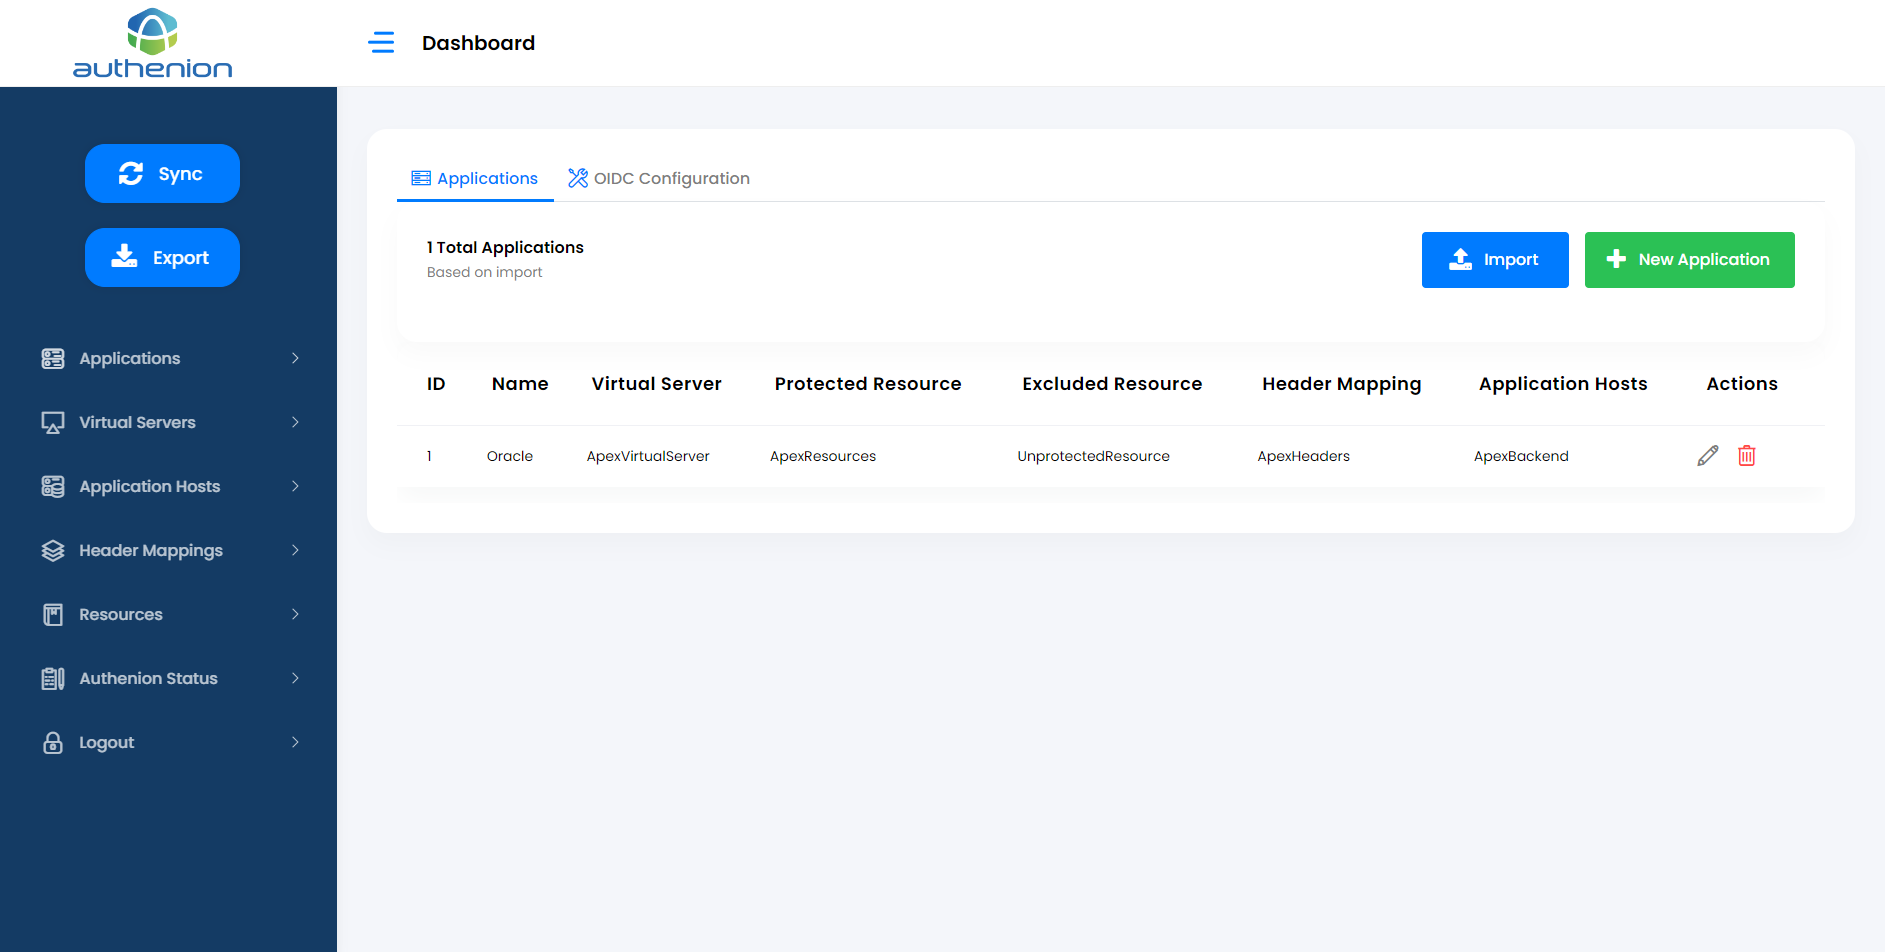 authenion
Dashboard
Sync
Export
Applications
Virtual Servers
Application Hosts
Header Mappings
Resources
Authenion Status
Logout
Applications OIDC Configuration
1 Total Applications
Based on import
Import New Application
ID Name Virtual Server Protected Resource Excluded Resource Header Mapping Application Hosts Actions
1 Oracle ApexVirtualServer ApexResources UnprotectedResource ApexHeaders ApexBackend